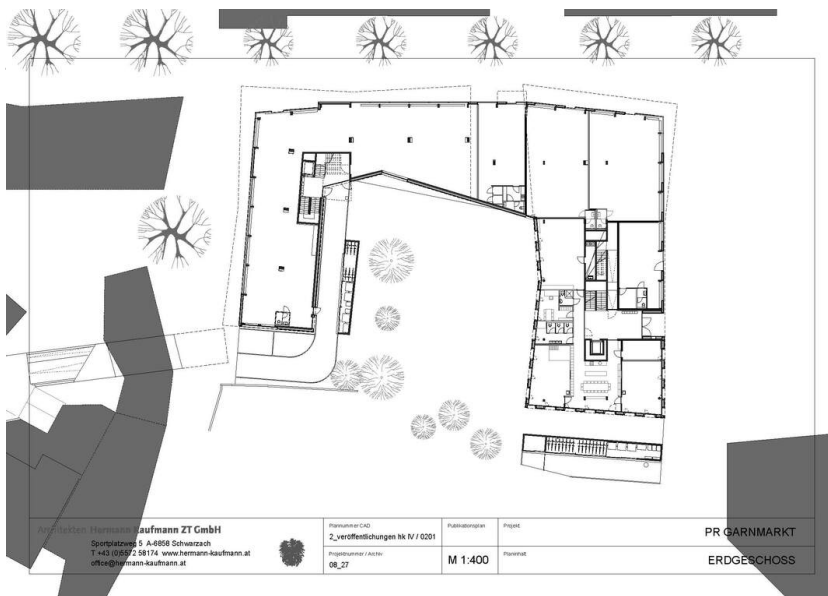 Architekten Hermann Kaufmann ZT GmbH
Sportplatzweg 5 A-6858 Schwarzach
T +43 (0)5572 58174 www.hermann-kaufmann.at
office@hermann-kaufmann.at
Plannummer CAD
2_veröffentlichungen hk IV / 0201
Projektnummer / Archiv
08_27
Publikationsplan
M 1:400
Projekt
PR GARNMARKT
Planinhalt
ERDGESCHOSS